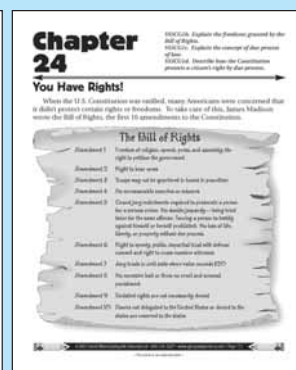 Chapter
24
SSUSG2b. Explain the freedoms granted by the
Bill of Rights.
Explain the concept of due process
of law.
Describe how the Constitution
protects a citizen's right by due process.
You Have Rights!
When the U.S. Constitution was ratified, many Americans were concerned that
it didn't protect certain rights or freedoms. To take care of this, James Madison
wrote the Bill of Rights, the first 10 amendments to the Constitution.
The Bill of Rights
Amendment 1 Freedom of religion, speech, press, and assembly; the
right to petition the government
Amendment 2 Right to bear arms
Amendment 3 Troops may not be quartered in homes in peacetime
Amendment 4 No unreasonable searches or seizures
Amendment 5 Grand jury indictment required to prosecute a person
for a serious crime. No double jeopardy—being tried
twice for the same offense. Forcing a person to testify
against himself or herself prohibited. No loss of life,
liberty, or property without due process.
Amendment 6 Right to speedy, public, impartial trial with defense
counsel and right to cross-examine witnesses
Amendment 7 Jury trials in civil suits where value exceeds $20
Amendment 8 No excessive bail or fines no cruel and unusual
punishment
Amendment 9 Unlisted rights are not necessarily denied
Amendment 10 Powers not delegated to the United States or denied to the
states are reserved to the states